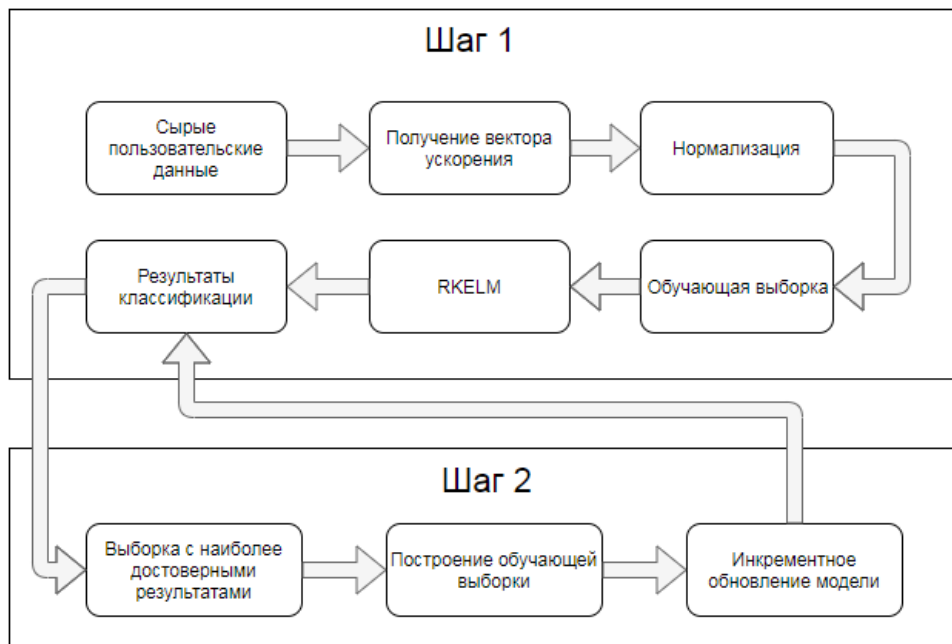 Шаг 1
Сырые
пользовательские
данные
Получение вектора
ускорения
Нормализация
Результаты
классификации
RKELM
Обучающая выборка
Шаг 2
Выборка с наиболее
достоверными
результатами
Построение обучающей
выборки
Инкрементное
обновление модели